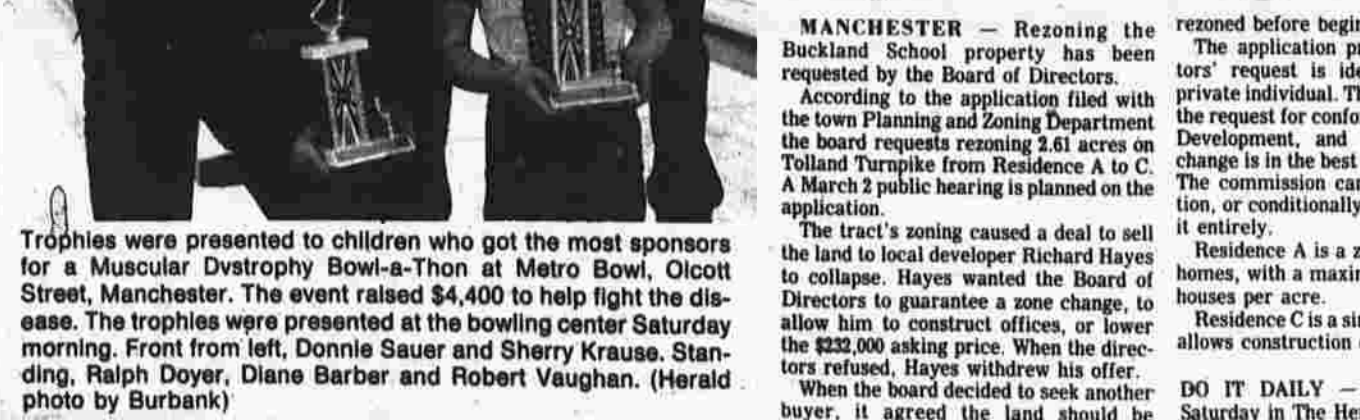 Trophies were presented to children who got the most sponsors
for a Muscular Dvstrophy Bowl-a-Thon at Metro Bowl, Olcott
Street, Manchester. The event raised $4,400 to help fight the dis-
ease. The trophies were presented at the bowling center Saturday
morning. Front from left, Donnie Sauer and Sherry Krause. Stan-
ding, Ralph Doyer, Diane Barber and Robert Vaughan. (Herald
photo by Burbank)
MANCHESTER — Rezoning the
Buckland School property has been
requested by the Board of Directors.
According to the application filed with
the town Planning and Zoning Department
the board requests rezoning 2.61 acres on
Tolland Turnpike from Residence A to C.
A March 2 public hearing is planned on the
application.
The tract's zoning caused a deal to sell
the land to local developer Richard Hayes
to collapse. Hayes wanted the Board of
Directors to guarantee a zone change, to
allow him to construct offices, or lower
the $232,000 asking price. When the direc-
tors refused, Hayes withdrew his offer.
When the board decided to seek another
buyer, it agreed the land should be
rezoned before
The application
tors' request is
private individual.
the request for
Development, and
change is in the best
The commission
tion, or conditionally
it entirely.
Residence A is a
homes, with a
houses per acre.
Residence C is a
allows construction
DO IT DAILY —
Saturday in The